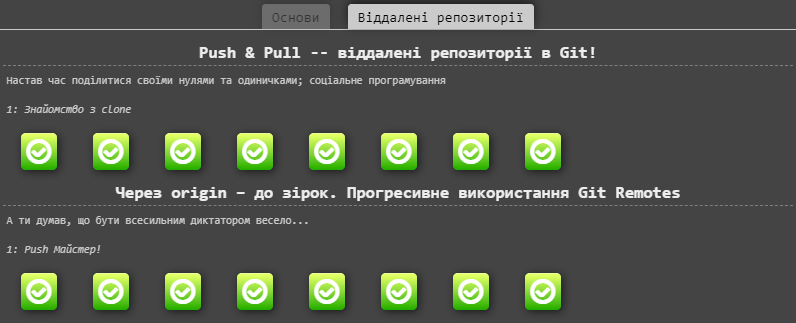 Основи
Віддалені репозиторії
Push & Pull -- віддалені репозиторії в Git!
Настав час поділитися своїми нулями та одиничками; соціальне програмування
1: Знайомство з clone
Через origin – до зірок. Прогресивне використання Git Remotes
А ти думав, що бути всесильним диктатором весело...
1: Push Майстер!